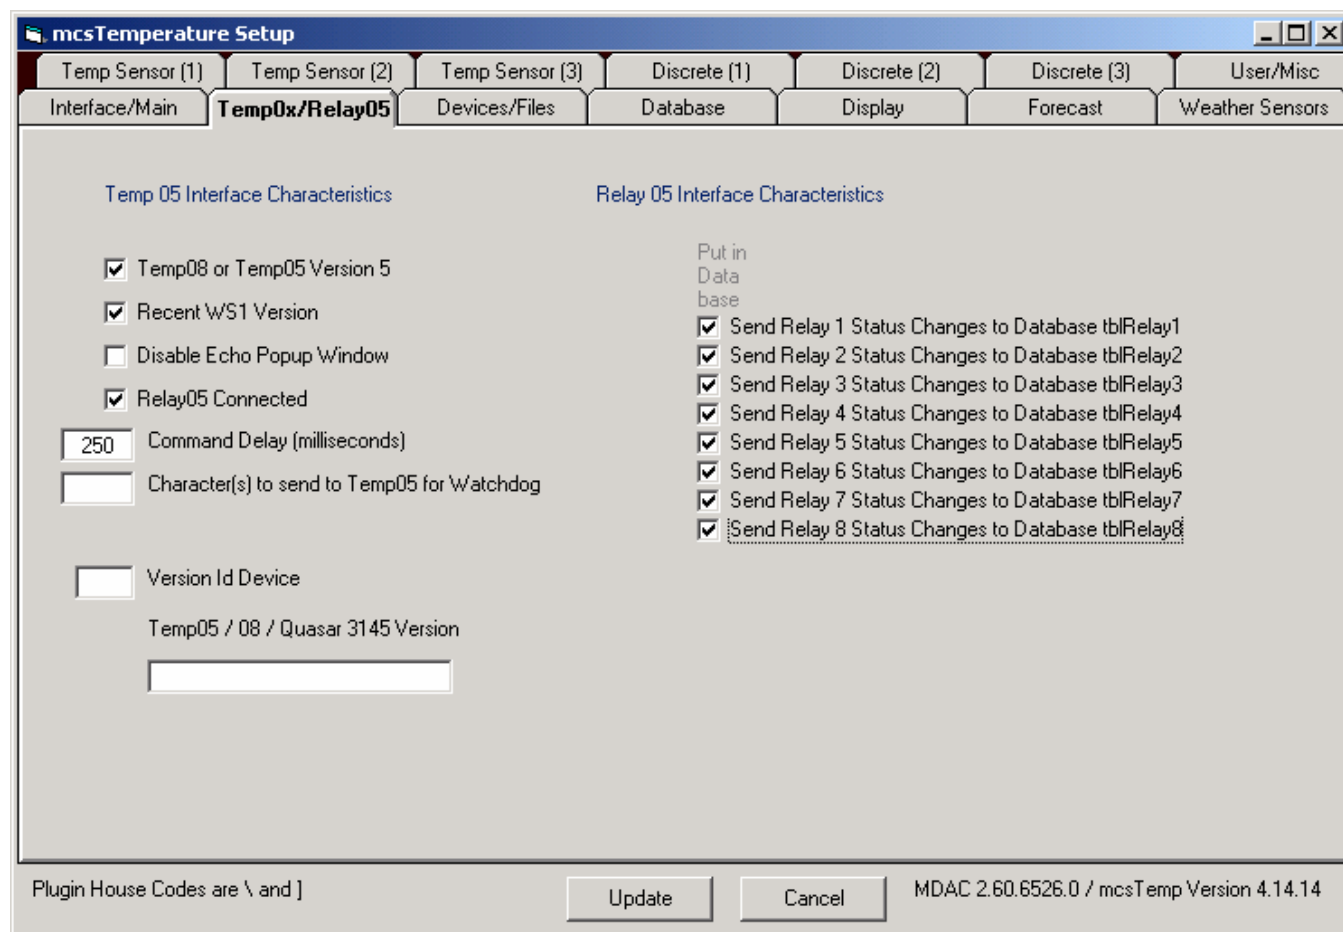 mcsTemperature Setup
Temp Sensor (1) Temp Sensor (2) Temp Sensor (3) Discrete (1) Discrete (2) Discrete (3) User/Misc
Interface/Main Temp0x/Relay05 Devices/Files Database Display Forecast Weather Sensors
Temp 05 Interface Characteristics Relay 05 Interface Characteristics
Put in
Data
base
Temp08 or Temp05 Version 5
Recent WS1 Version
Disable Echo Popup Window
Relay05 Connected
250 Command Delay (milliseconds)
Character(s) to send to Temp05 for Watchdog
Version Id Device
Temp05 / 08 / Quasar 3145 Version
Send Relay 1 Status Changes to Database tblRelay1
Send Relay 2 Status Changes to Database tblRelay2
Send Relay 3 Status Changes to Database tblRelay3
Send Relay 4 Status Changes to Database tblRelay4
Send Relay 5 Status Changes to Database tblRelay5
Send Relay 6 Status Changes to Database tblRelay6
Send Relay 7 Status Changes to Database tblRelay7
Send Relay 8 Status Changes to Database tblRelay8
Plugin House Codes are \ and ] Update Cancel MDAC 2.60.6526.0 / mcsTemp Version 4.14.14